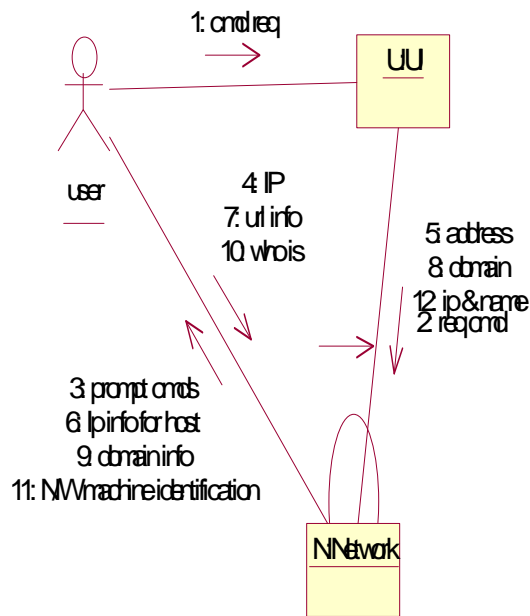 1: cmd req
U:UI
user
4: IP
7: url info
10: whois
5: address
8: domain
12: ip & name
2: req cmd
3: prompt cmds
6: Ip info for host
9: domain info
11: N/W machine identification
N:Network